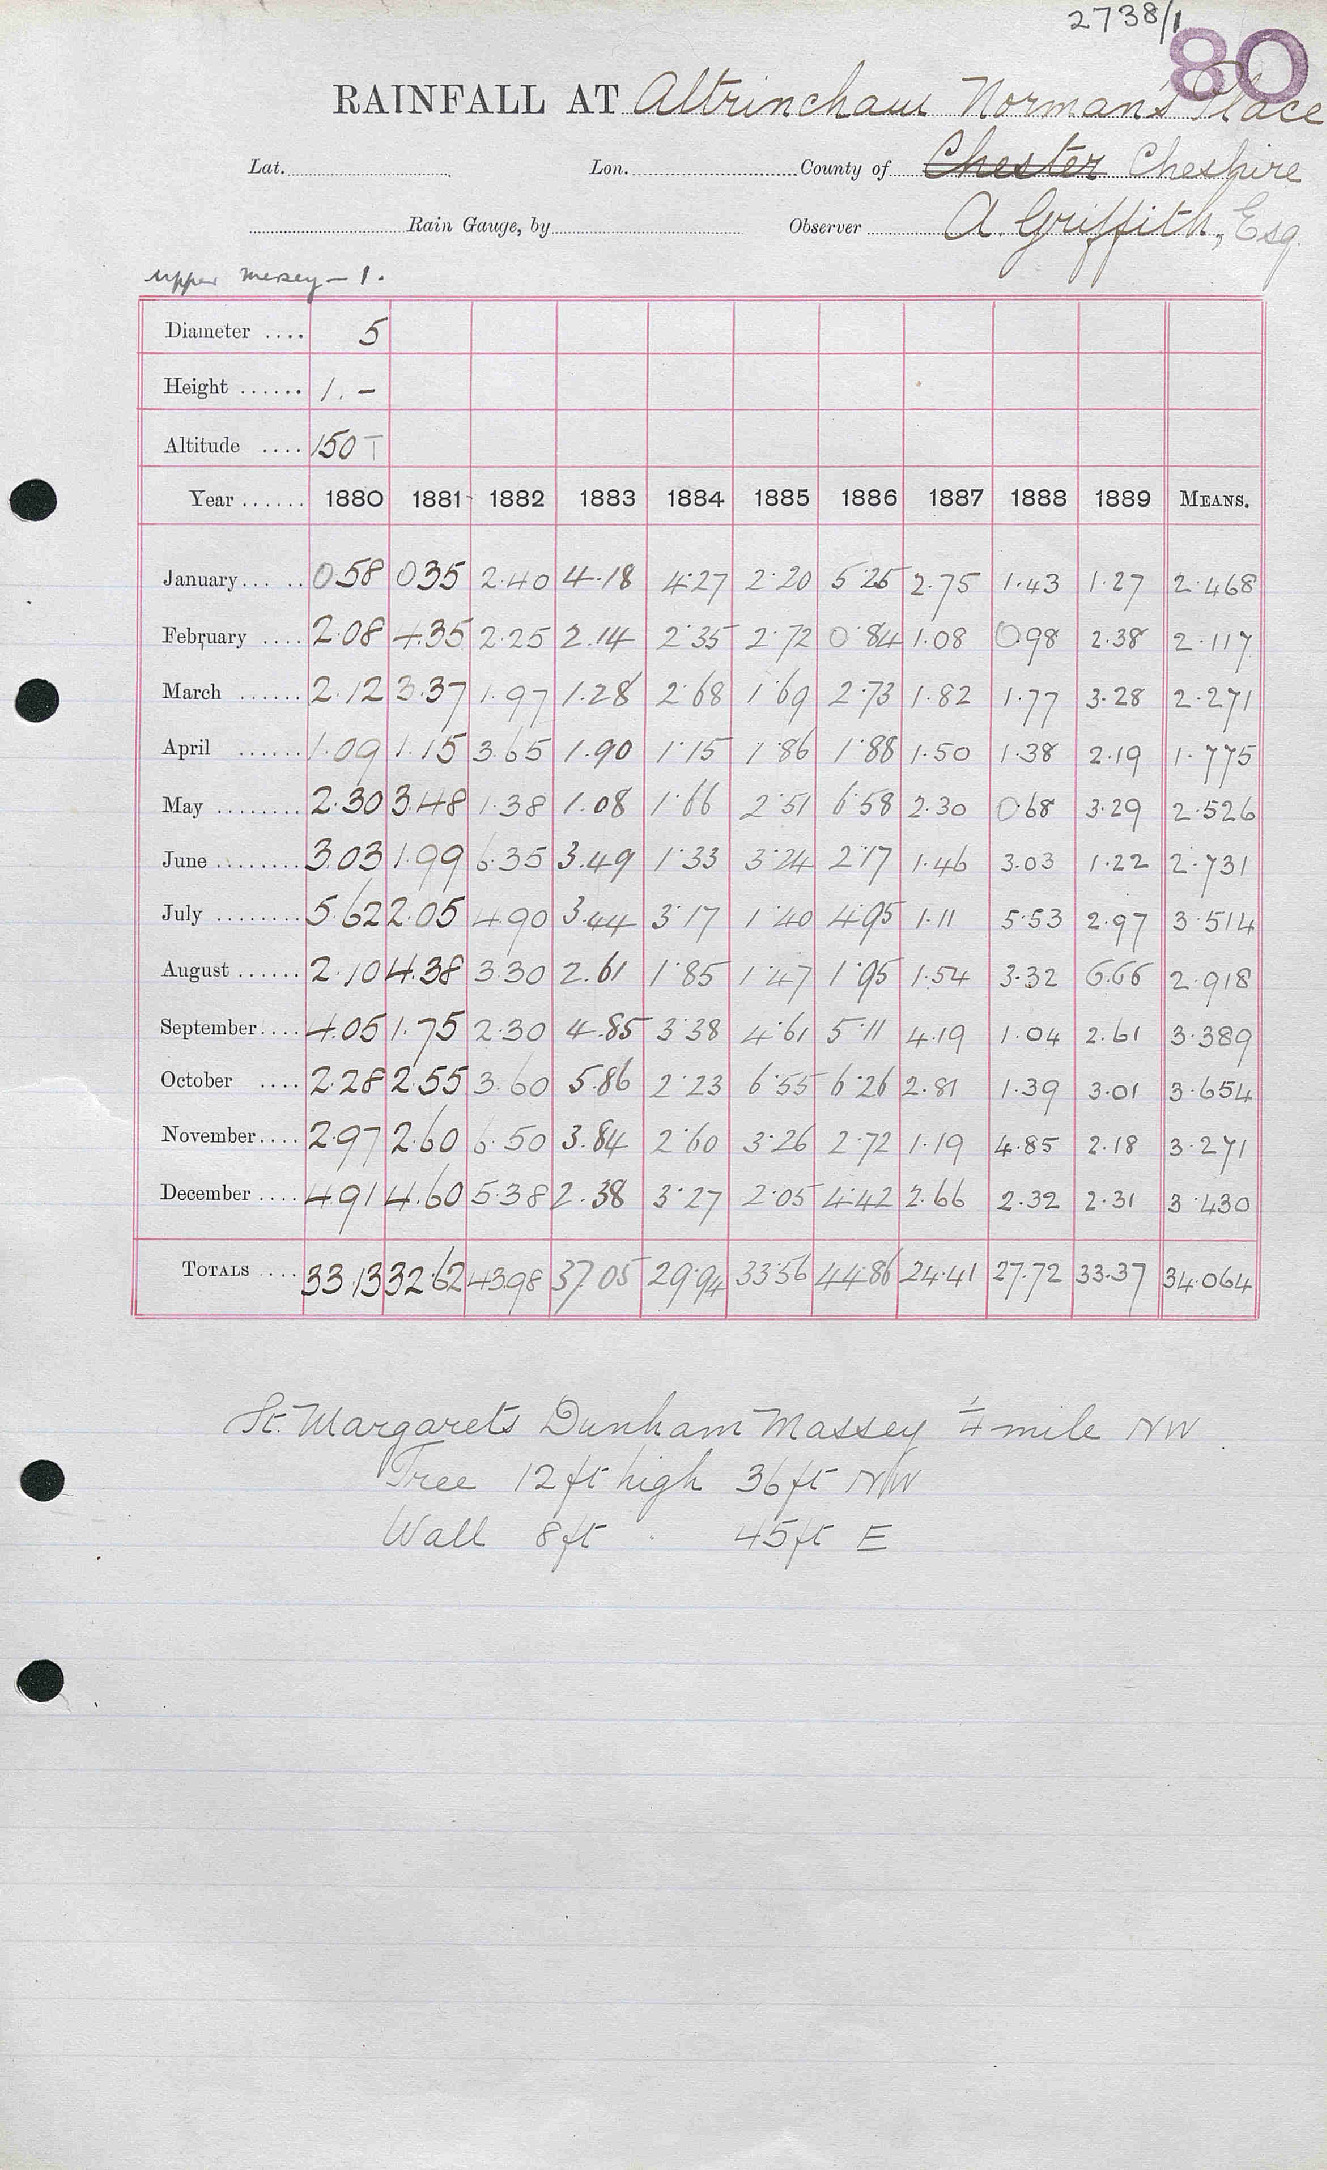 2738/1
80
RAINFALL AT Altrincham Norman's Place
Lat. Lon. County of Chester Cheshire
Rain Gauge, by Observer A Griffith, Esq
Upper Mersey - 1.
Diameter .... 5
Height ...... 1. -
Altitude .... 150 T
Year ...... 1880 1881 1882 1883 1884 1885 1886 1887 1888 1889 MEANS.
January ... .. 0 58 0 35 2.40 4.18 4.27 2.20 5.25 2.75 1.43 1.27 2.468
February .... 2.08 4.35 2.25 2.14 2.35 2.72 0.84 1.08 0.98 2.38 2.117
March ...... 2.12 3.37 1.97 1.28 2.68 1.69 2.73 1.82 1.77 3.28 2.271
April ...... 1.09 1.15 3.65 1.90 1.15 1.86 1.88 1.50 1.38 2.19 1.775
May ........ 2.30 3.48 1.38 1.08 1.66 2.51 6.58 2.30 0.68 3.29 2.526
June ........ 3.03 1.99 6.35 3.49 1.33 3.24 2.17 1.46 3.03 1.22 2.731
July ........ 5.62 2.05 4.90 3.44 3.17 1.40 4.95 1.11 5.53 2.97 3.514
August ...... 2.10 4.38 3.30 2.61 1.85 1.47 1.95 1.54 3.32 6.66 2.918
September .... 4.05 1.75 2.30 4.85 3.38 4.61 5.11 4.19 1.04 2.61 3.389
October .... 2.28 2.55 3.60 5.86 2.23 6.55 6.26 2.81 1.39 3.01 3.654
November .... 2.97 2.60 6.50 3.84 2.60 3.26 2.72 1.19 4.85 2.18 3.271
December .... 4.91 4.60 5.38 2.38 3.27 2.05 4.42 2.66 2.32 2.31 3.430
TOTALS .... 33.13 32.62 43.98 37.05 29.94 33.56 44.86 24.41 27.72 33.37 34.064
St. Margarets Dunham Massey 1/4 mile NW
Tree 12 ft high 36 ft NW
Wall 8 ft 45 ft E